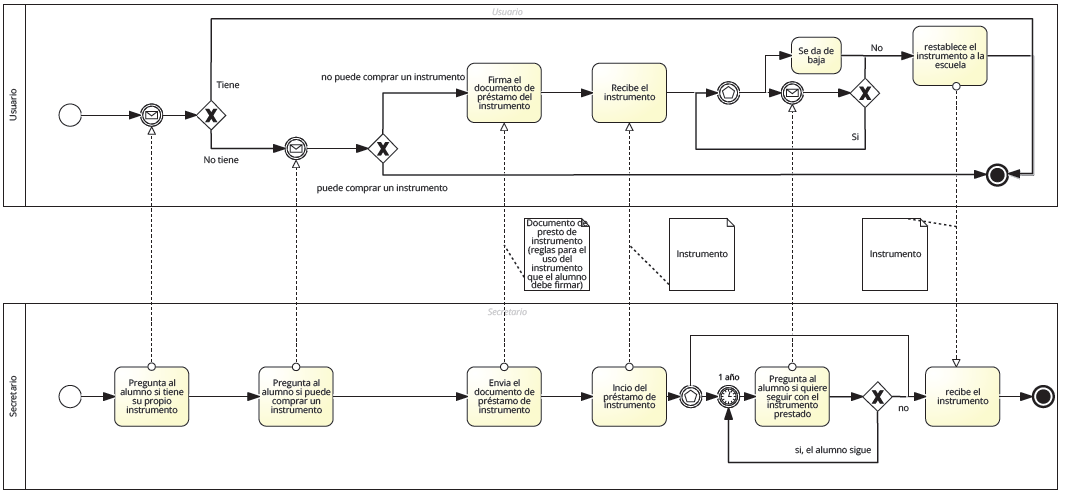 Usuario
Usuario
Tiene
No tiene
no puede comprar un instrumento
puede comprar un instrumento
Firma el
documento de
préstamo del
instrumento
Recibe el
instrumento
Se da de
baja
No
Si
restablece el
instrumento a la
escuela
Documento de
presto de
instrumento
(reglas para el
uso del
instrumento
que el alumno
debe firmar)
Instrumento
Instrumento
Secretario
Secretario
Pregunta al
alumno si tiene
su propio
instrumento
Pregunta al
alumno si puede
comprar un
instrumento
Envia el
documento de
préstamo de
instrumento
Incio del
préstamo de
instrumento
1 año
Pregunta al
alumno si quiere
seguir con el
instrumento
prestado
no
si, el alumno sigue
recibe el
instrumento